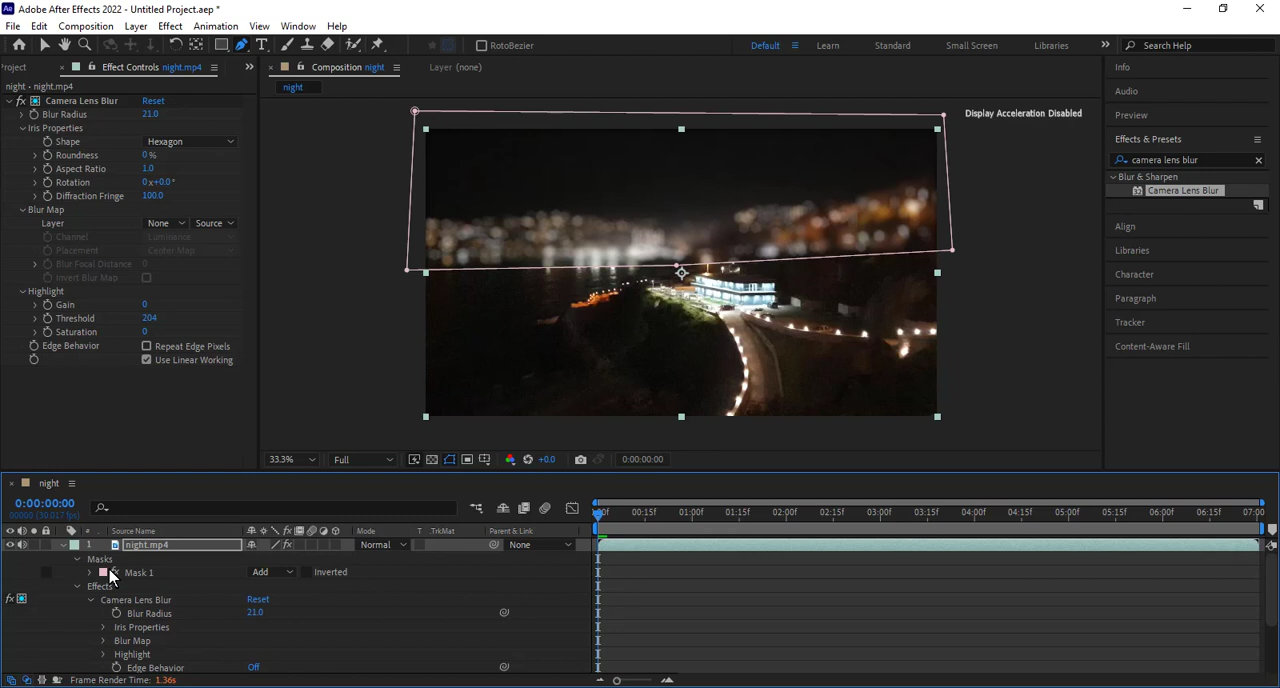 Adobe After Effects 2022 - Untitled Project.aep *
File Edit Composition Layer Effect Animation View Window Help
RotoBezier Default Learn Standard Small Screen Libraries Search Help
Project Effect Controls night.mp4 Composition night Layer (none) Info
night • night.mp4
night
Audio
fx Camera Lens Blur Reset
Blur Radius 21.0
Display Acceleration Disabled
Preview
Iris Properties
Shape Hexagon
Effects & Presets
Roundness 0 %
camera lens blur
Aspect Ratio 1.0
Blur & Sharpen
Rotation 0 x+0.0°
Camera Lens Blur
Diffraction Fringe 100.0
Blur Map
Layer None Source
Align
Channel Luminance
Placement Center Map
Libraries
Blur Focal Distance 0
Invert Blur Map
Character
Highlight
Gain 0
Paragraph
Threshold 204
Tracker
Saturation 0
Edge Behavior Repeat Edge Pixels
Content-Aware Fill
Use Linear Working
33.3% Full +0.0 0:00:00:00
night
0:00:00:00
00000 (30.017 fps)
00f 00:15f 01:00f 01:15f 02:00f 02:15f 03:00f 03:15f 04:00f 04:15f 05:00f 05:15f 06:00f 06:15f 07:00
# Source Name fx Mode T .TrkMat Parent & Link
1 night.mp4 fx Normal None
Masks
Mask 1 Add Inverted
Effects
fx Camera Lens Blur Reset
Blur Radius 21.0
Iris Properties
Blur Map
Highlight
Edge Behavior Off
Frame Render Time: 1.36s